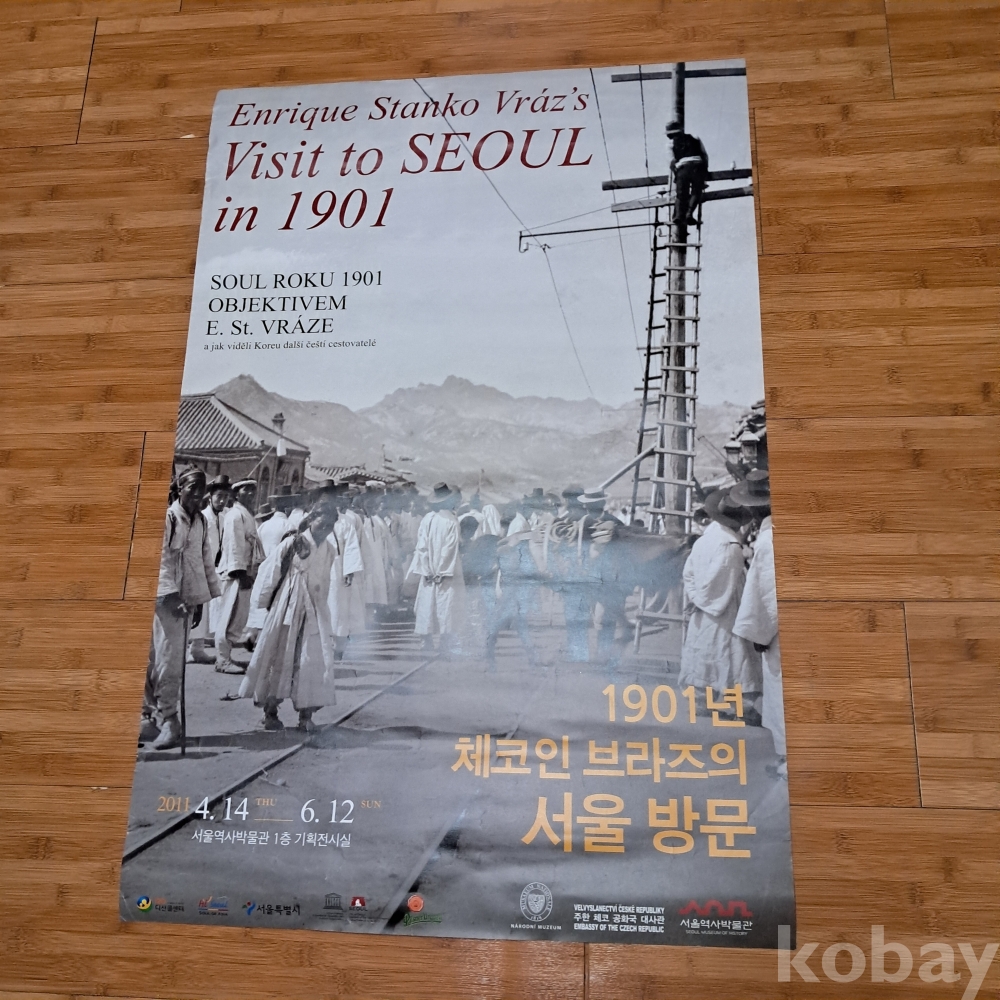 Enrique Stanko Vráz's
Visit to SEOUL
in 1901
SOUL ROKU 1901
OBJEKTIVEM
E. St. VRÁZE
a jak viděli Koreu další čeští cestovatelé
1901년
체코인 브라즈의
서울 방문
2011 4. 14 THU 6. 12 SUN
서울역사박물관 1층 기획전시실
서울특별시
NÁRODNÍ MUZEUM
VELVYSLANECTVÍ ČESKÉ REPUBLIKY
주한 체코 공화국 대사관
EMBASSY OF THE CZECH REPUBLIC
서울역사박물관
SEOUL MUSEUM OF HISTORY
kobay